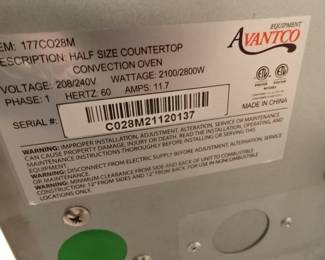 EM: 177CO28M
ESCRIPTION: HALF SIZE COUNTERTOP
CONVECTION OVEN
VOLTAGE: 208/240V WATTAGE: 2100/2800W
PHASE: 1 HERTZ: 60 AMPS: 11.7
SERIAL #:
C028M21120137
AVANTCO
EQUIPMENT
MADE IN CHINA
WARNING: IMPROPER INSTALLATION, ADJUSTMENT, ALTERATION, SERVICE OR MAINTENANCE
CAN CAUSE PROPERTY DAMAGE, INJURY OR DEATH. READ THE INSTALLATION, OPERATING AND
MAINTENANCE INSTRUCTIONS THOROUGHLY BEFORE INSTALLING OR SERVICING THIS
EQUIPMENT.
WARNING: DISCONNECT FROM ELECTRIC SUPPLY BEFORE ADJUSTMENT, ALTERATION, SERVICE OR
MAINTENANCE.
WARNING: MINIMUM CLEARANCE FROM SIDE AND BACK OF UNIT TO COMBUSTIBLE
CONSTRUCTION: 12" FROM SIDES AND 12" FROM BACK. FOR USE IN NON-COMBUSTIBLE
LOCATIONS ONLY.